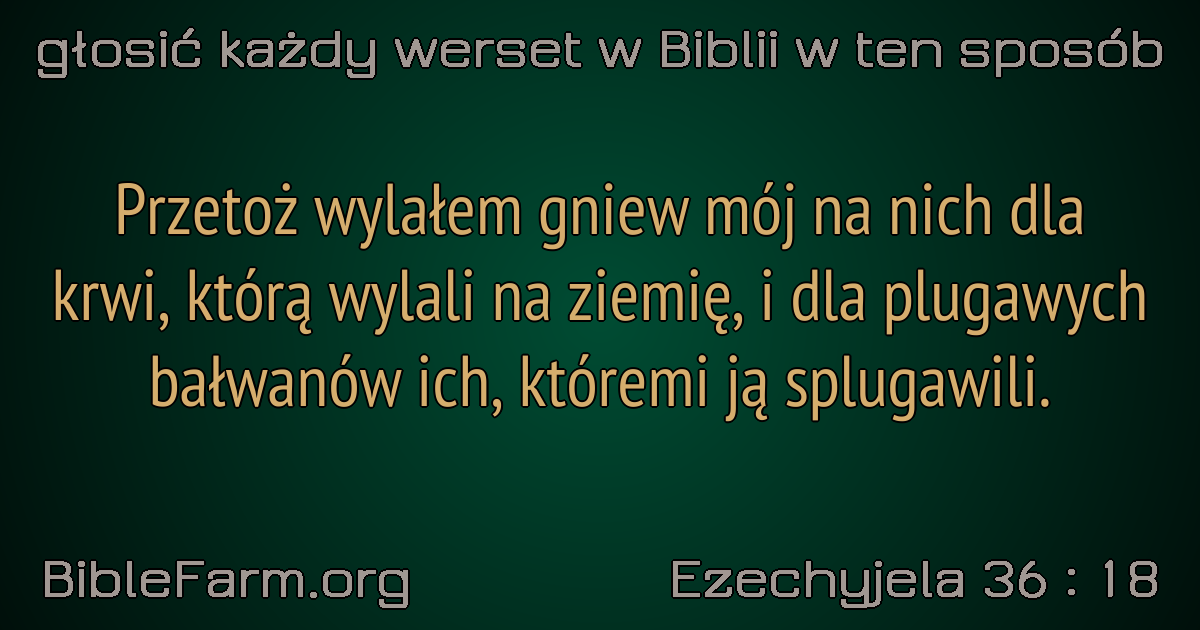 głosić każdy werset w Biblii w ten sposób
Przetoż wylałem gniew mój na nich dla
krwi, którą wylali na ziemię, i dla plugawych
bałwanów ich, któremi ją splugawili.
BibleFarm.org
Ezechyjela 36 : 18